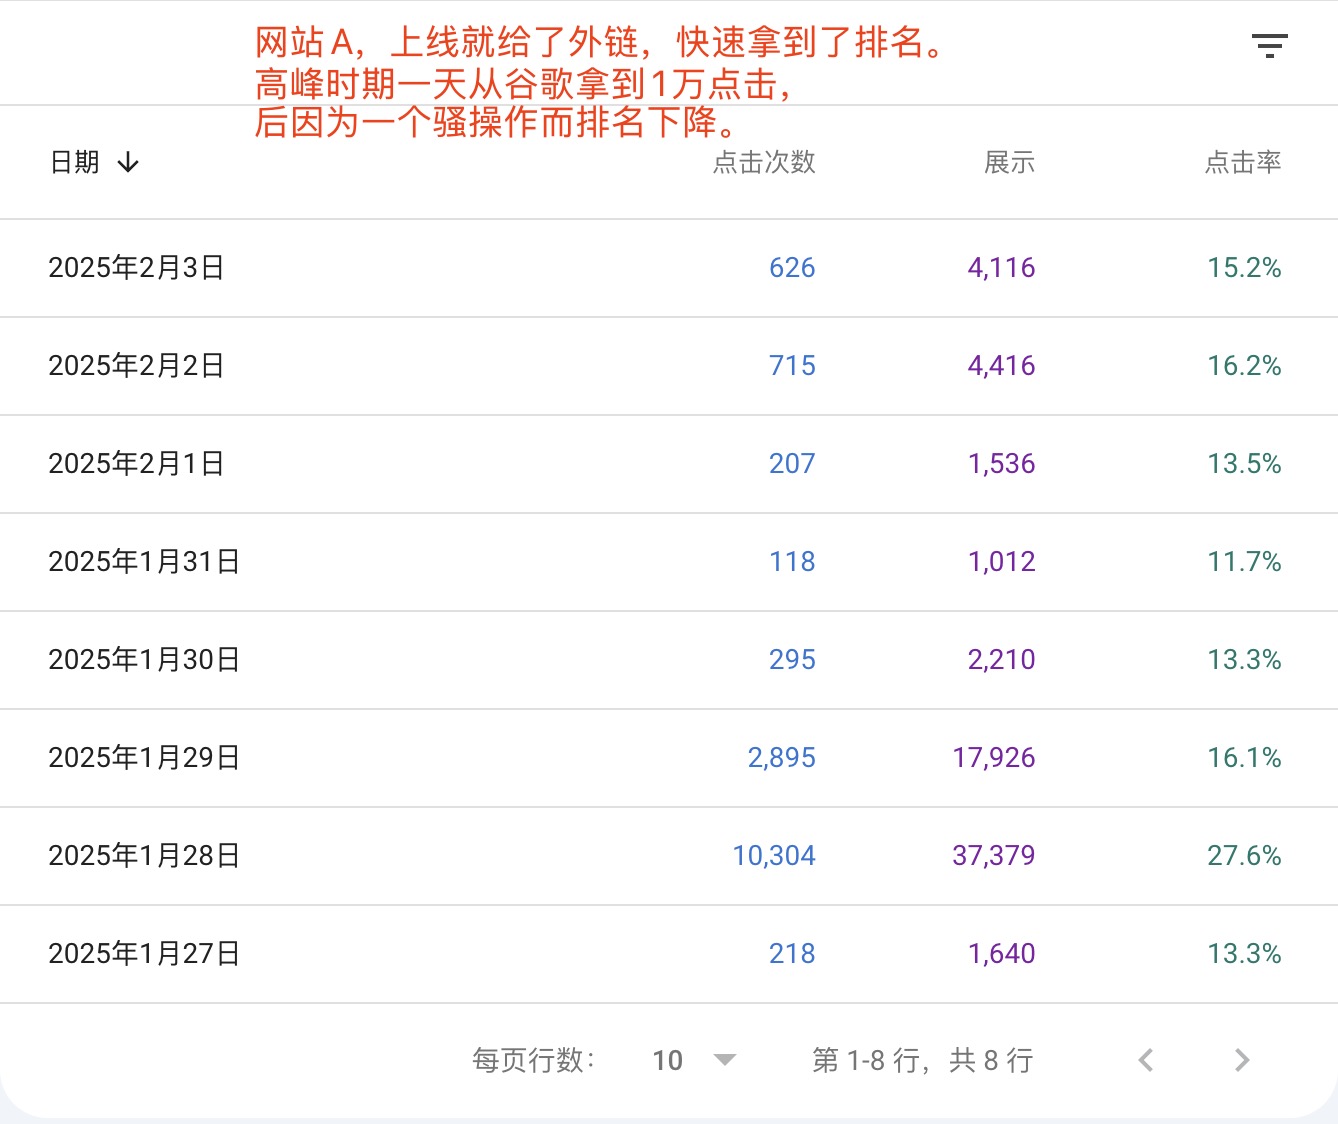 网站A，上线就给了外链，快速拿到了排名。
高峰时期一天从谷歌拿到1万点击，
后因为一个骚操作而排名下降。
日期 ↓ 点击次数 展示 点击率
2025年2月3日 626 4,116 15.2%
2025年2月2日 715 4,416 16.2%
2025年2月1日 207 1,536 13.5%
2025年1月31日 118 1,012 11.7%
2025年1月30日 295 2,210 13.3%
2025年1月29日 2,895 17,926 16.1%
2025年1月28日 10,304 37,379 27.6%
2025年1月27日 218 1,640 13.3%
每页行数： 10 第 1-8 行，共 8 行